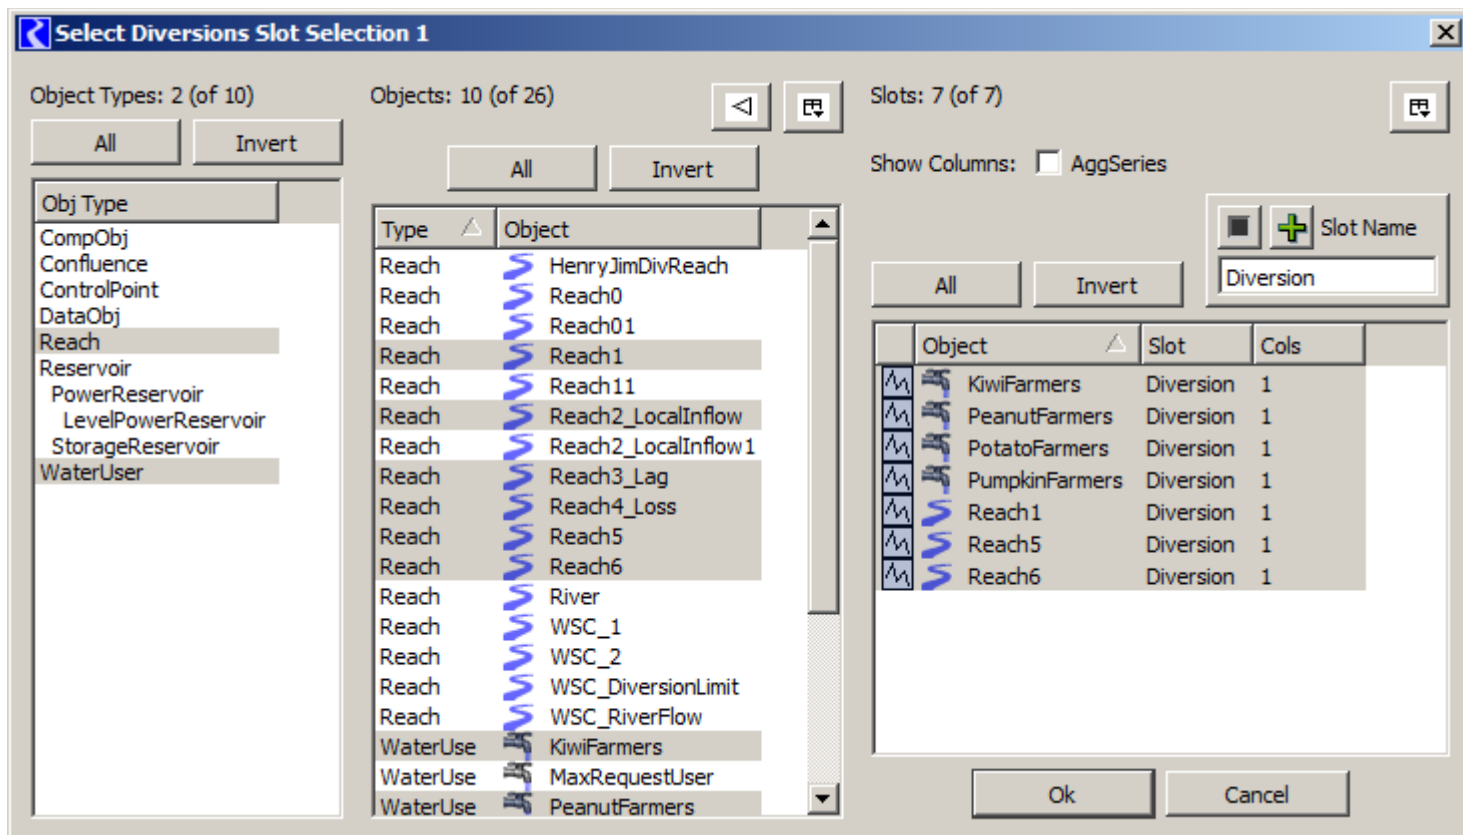 Select Diversions Slot Selection 1
Object Types: 2 (of 10)
All Invert
Obj Type
CompObj
Confluence
ControlPoint
DataObj
Reach
Reservoir
PowerReservoir
LevelPowerReservoir
StorageReservoir
WaterUser
Objects: 10 (of 26)
All Invert
Type Object
Reach HenryJimDivReach
Reach Reach0
Reach Reach01
Reach Reach1
Reach Reach11
Reach Reach2_LocalInflow
Reach Reach2_LocalInflow1
Reach Reach3_Lag
Reach Reach4_Loss
Reach Reach5
Reach Reach6
Reach River
Reach WSC_1
Reach WSC_2
Reach WSC_DiversionLimit
Reach WSC_RiverFlow
WaterUse KiwiFarmers
WaterUse MaxRequestUser
WaterUse PeanutFarmers
Slots: 7 (of 7)
Show Columns: AggSeries
Slot Name
All Invert Diversion
Object Slot Cols
KiwiFarmers Diversion 1
PeanutFarmers Diversion 1
PotatoFarmers Diversion 1
PumpkinFarmers Diversion 1
Reach1 Diversion 1
Reach5 Diversion 1
Reach6 Diversion 1
Ok Cancel